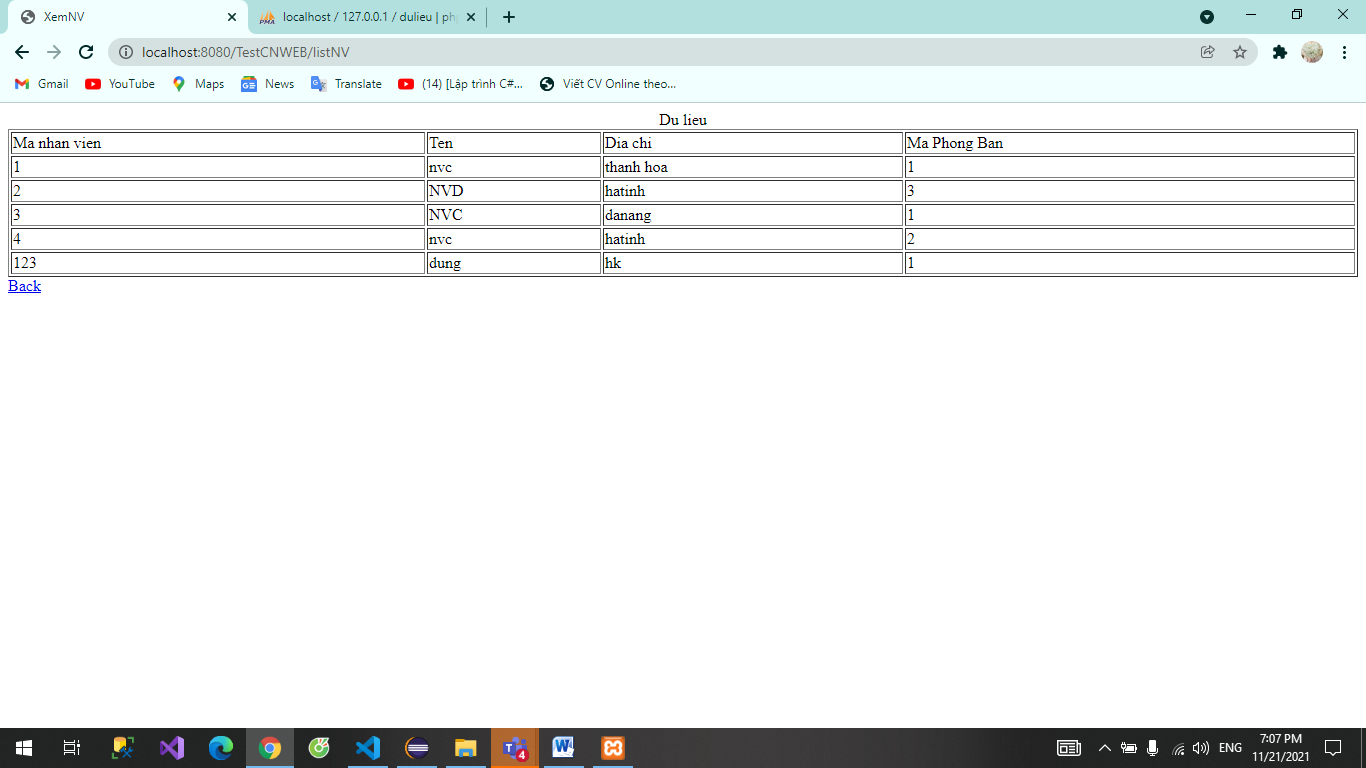 XemNV
localhost / 127.0.0.1 / dulieu | ph
localhost:8080/TestCNWEB/listNV
Gmail YouTube Maps News Translate (14) [Lập trình C#... Viết CV Online theo...
Du lieu
Ma nhan vien Ten Dia chi Ma Phong Ban
1 nvc thanh hoa 1
2 NVD hatinh 3
3 NVC danang 1
4 nvc hatinh 2
123 dung hk 1
Back
4
ENG
7:07 PM
11/21/2021